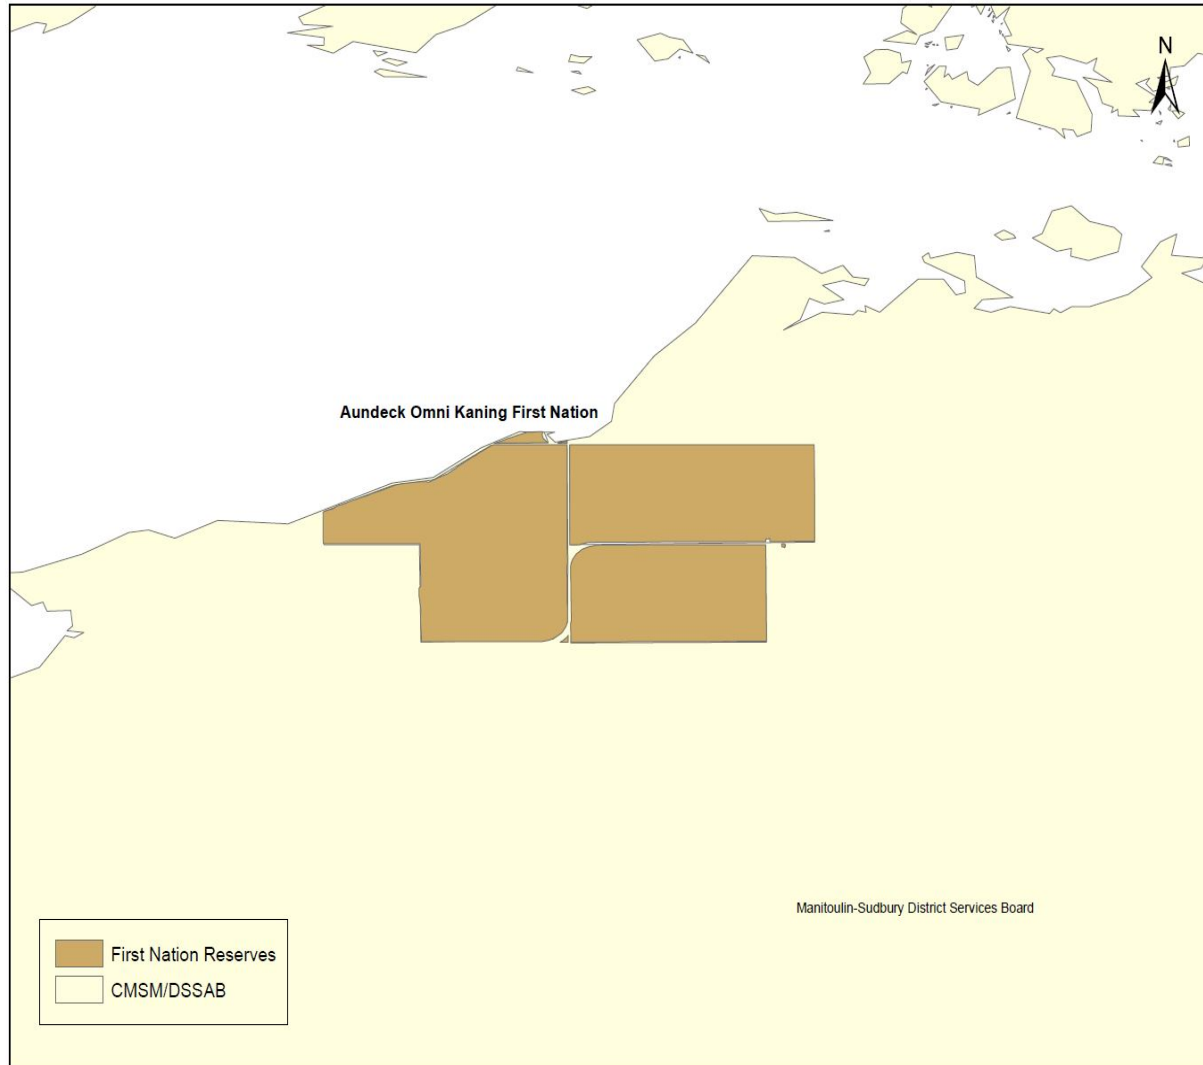 N
Aundeck Omni Kaning First Nation
Manitoulin-Sudbury District Services Board
First Nation Reserves
CMSM/DSSAB